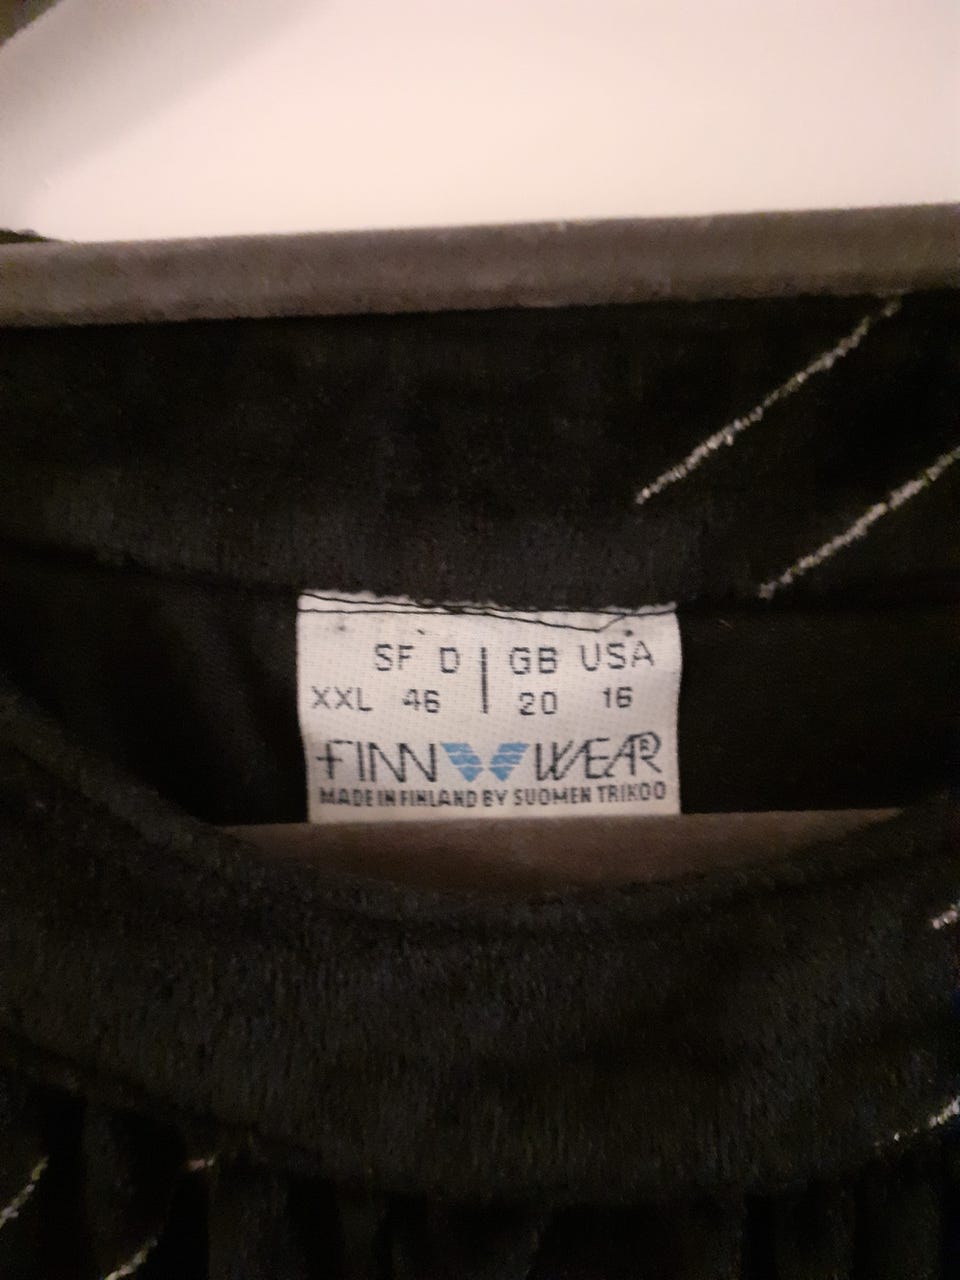 SF D | GB USA
XXL 46 20 16
FINN WEAR®
MADE IN FINLAND BY SUOMEN TRIKOO